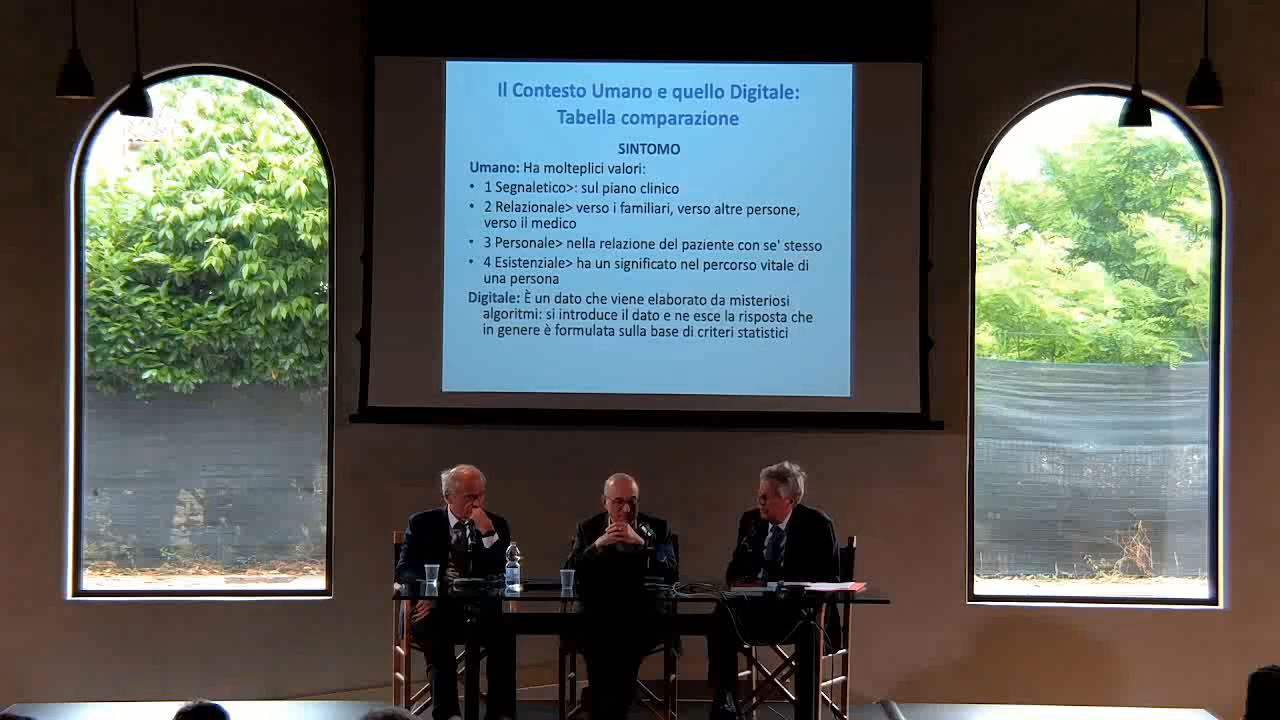 Il Contesto Umano e quello Digitale:
Tabella comparazione
SINTOMO
Umano: Ha molteplici valori:
• 1 Segnaletico>: sul piano clinico
• 2 Relazionale> verso i familiari, verso altre persone,
verso il medico
• 3 Personale> nella relazione del paziente con se' stesso
• 4 Esistenziale> ha un significato nel percorso vitale di
una persona
Digitale: È un dato che viene elaborato da misteriosi
algoritmi: si introduce il dato e ne esce la risposta che
in genere è formulata sulla base di criteri statistici